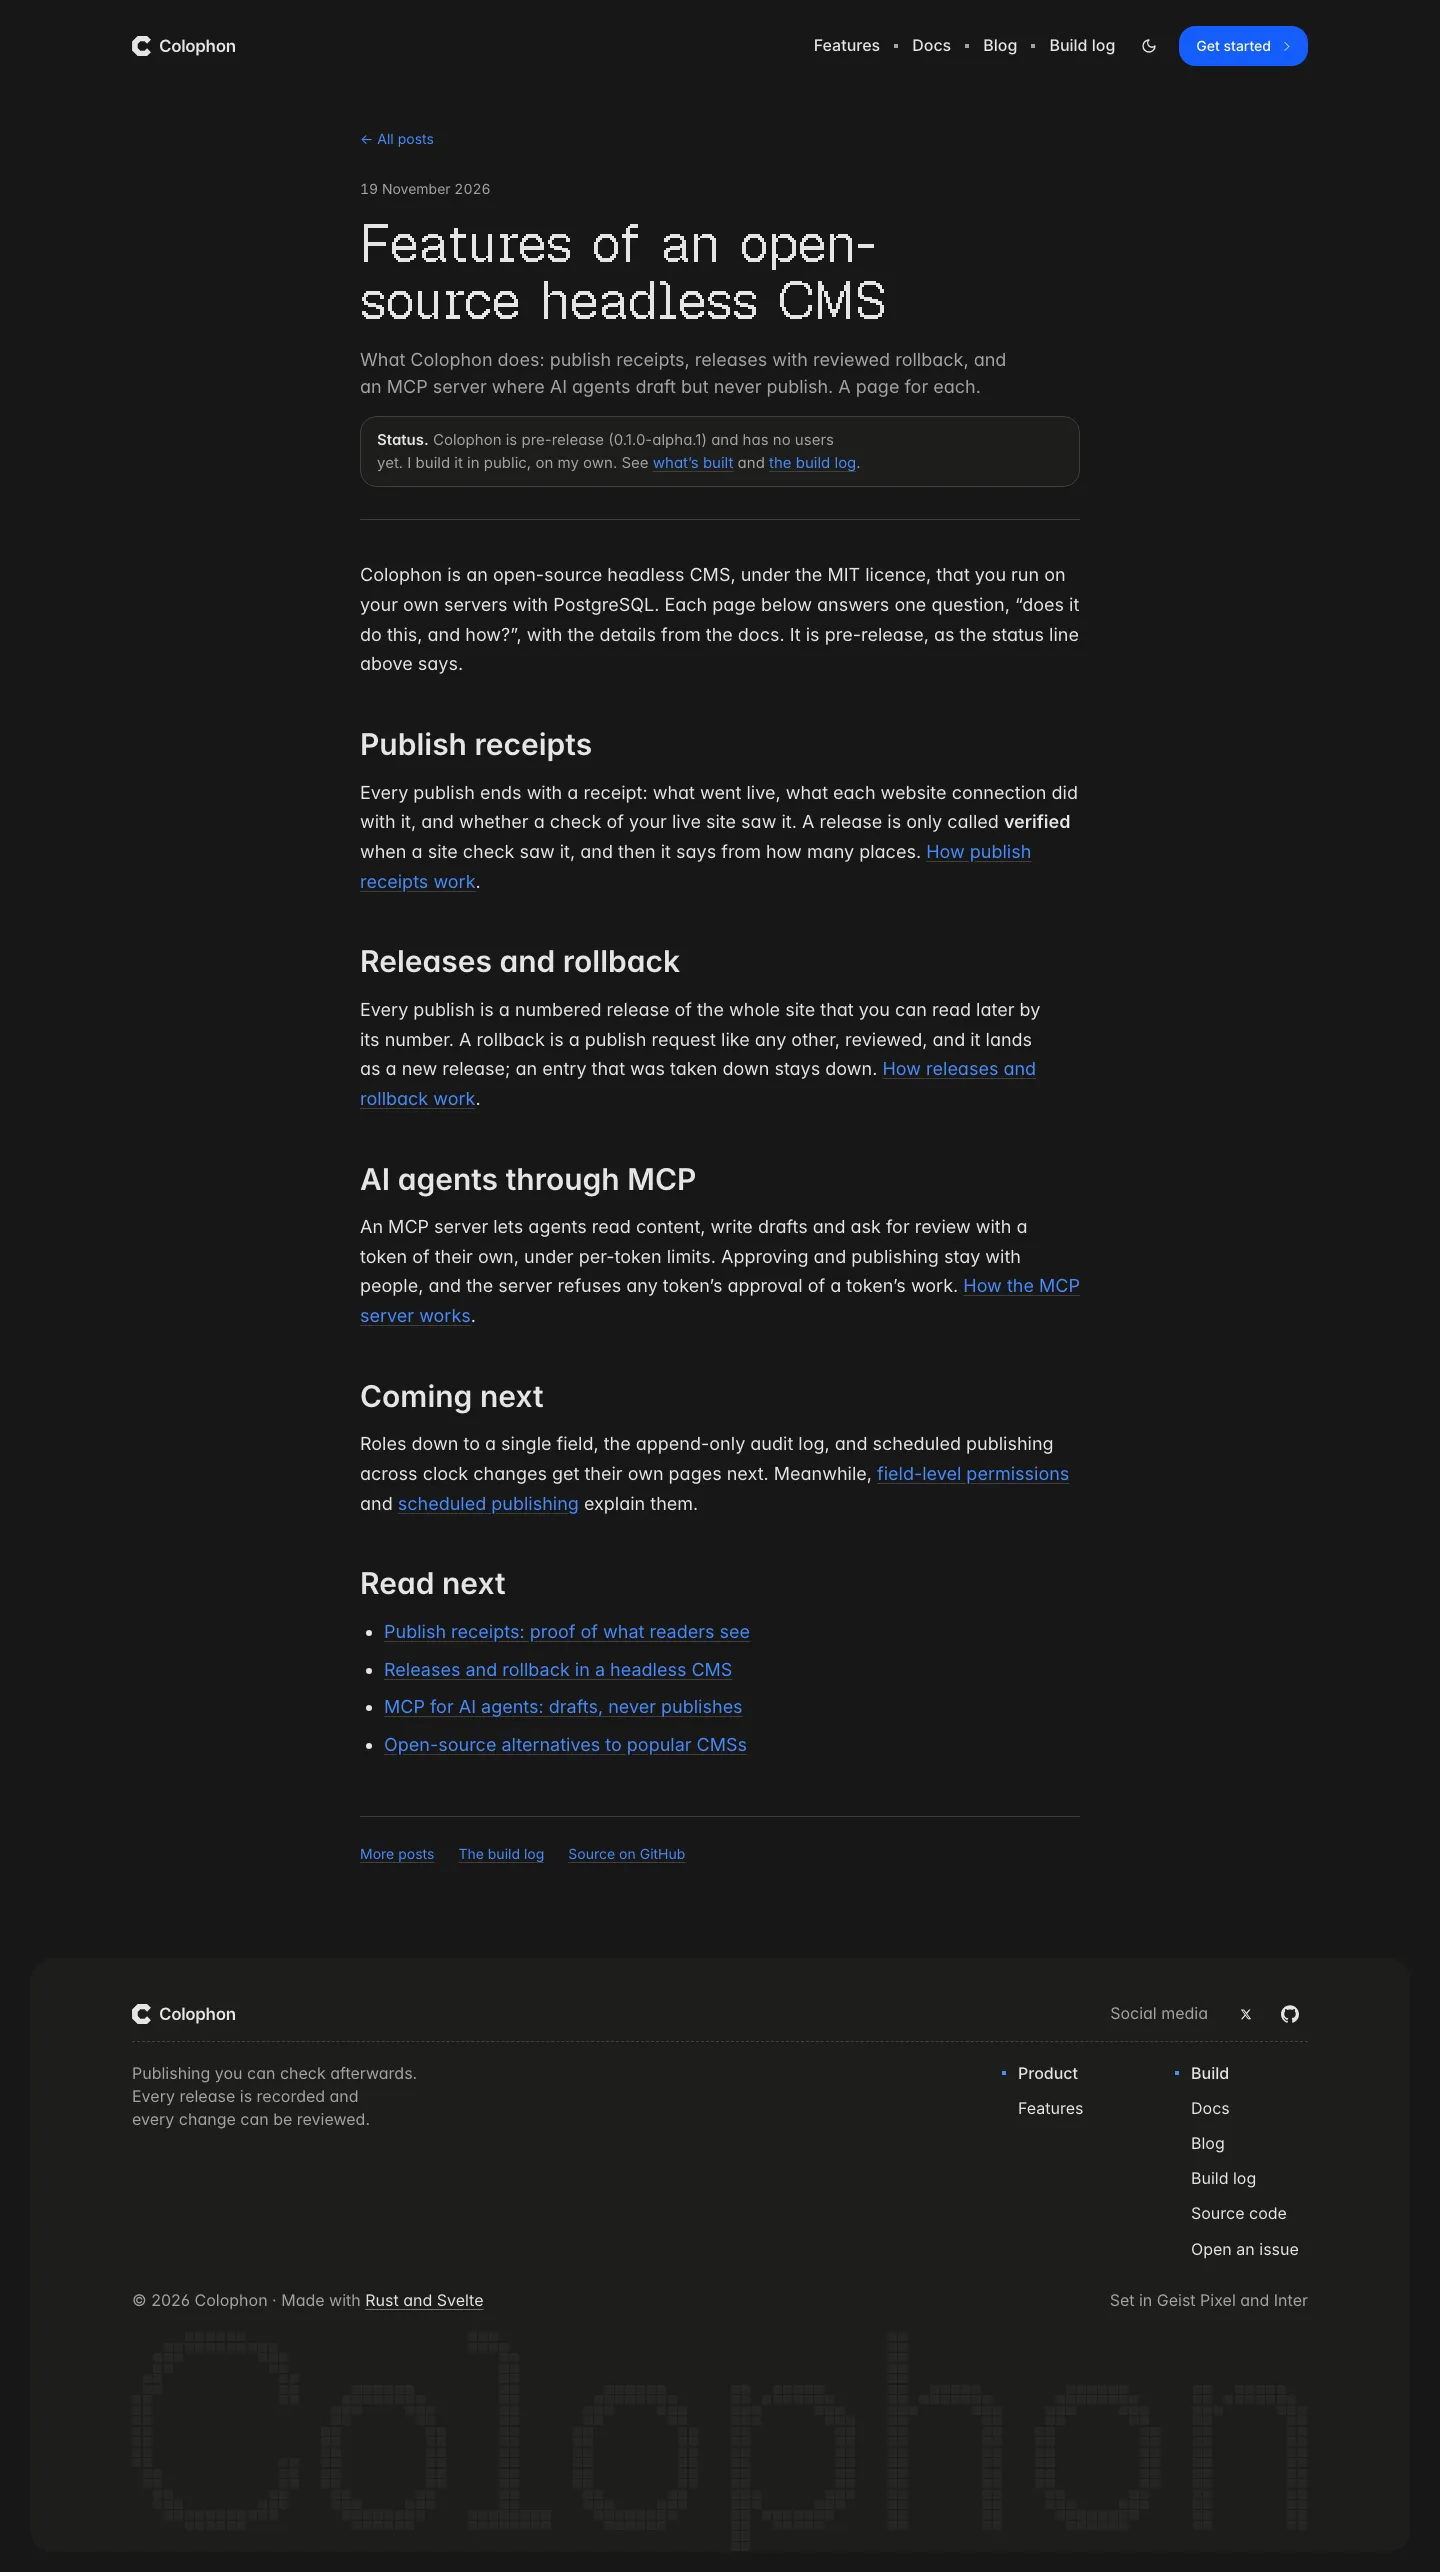 Colophon
Features
Docs
Blog
Build log
Get started
← All posts
19 November 2026
Features of an open-
source headless CMS
What Colophon does: publish receipts, releases with reviewed rollback, and
an MCP server where AI agents draft but never publish. A page for each.
Status. Colophon is pre-release (0.1.0-alpha.1) and has no users
yet. I build it in public, on my own. See what’s built and the build log.
Colophon is an open-source headless CMS, under the MIT licence, that you run on
your own servers with PostgreSQL. Each page below answers one question, “does it
do this, and how?”, with the details from the docs. It is pre-release, as the status line
above says.
Publish receipts
Every publish ends with a receipt: what went live, what each website connection did
with it, and whether a check of your live site saw it. A release is only called verified
when a site check saw it, and then it says from how many places. How publish
receipts work.
Releases and rollback
Every publish is a numbered release of the whole site that you can read later by
its number. A rollback is a publish request like any other, reviewed, and it lands
as a new release; an entry that was taken down stays down. How releases and
rollback work.
AI agents through MCP
An MCP server lets agents read content, write drafts and ask for review with a
token of their own, under per-token limits. Approving and publishing stay with
people, and the server refuses any token’s approval of a token’s work. How the MCP
server works.
Coming next
Roles down to a single field, the append-only audit log, and scheduled publishing
across clock changes get their own pages next. Meanwhile, field-level permissions
and scheduled publishing explain them.
Read next
Publish receipts: proof of what readers see
Releases and rollback in a headless CMS
MCP for AI agents: drafts, never publishes
Open-source alternatives to popular CMSs
More posts
The build log
Source on GitHub
Colophon
Social media
Publishing you can check afterwards.
Every release is recorded and
every change can be reviewed.
Product
Features
Build
Docs
Blog
Build log
Source code
Open an issue
© 2026 Colophon · Made with Rust and Svelte
Set in Geist Pixel and Inter
Colophon